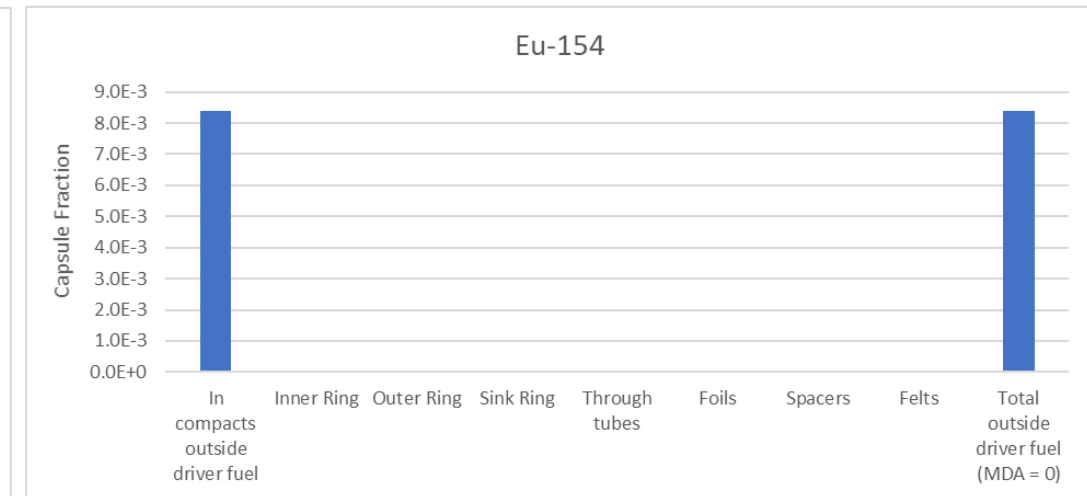 Eu-154
Capsule Fraction
9.0E-3
8.0E-3
7.0E-3
6.0E-3
5.0E-3
4.0E-3
3.0E-3
2.0E-3
1.0E-3
0.0E+0
In
compacts
outside
driver fuel
Inner Ring
Outer Ring
Sink Ring
Through
tubes
Foils
Spacers
Felts
Total
outside
driver fuel
(MDA = 0)